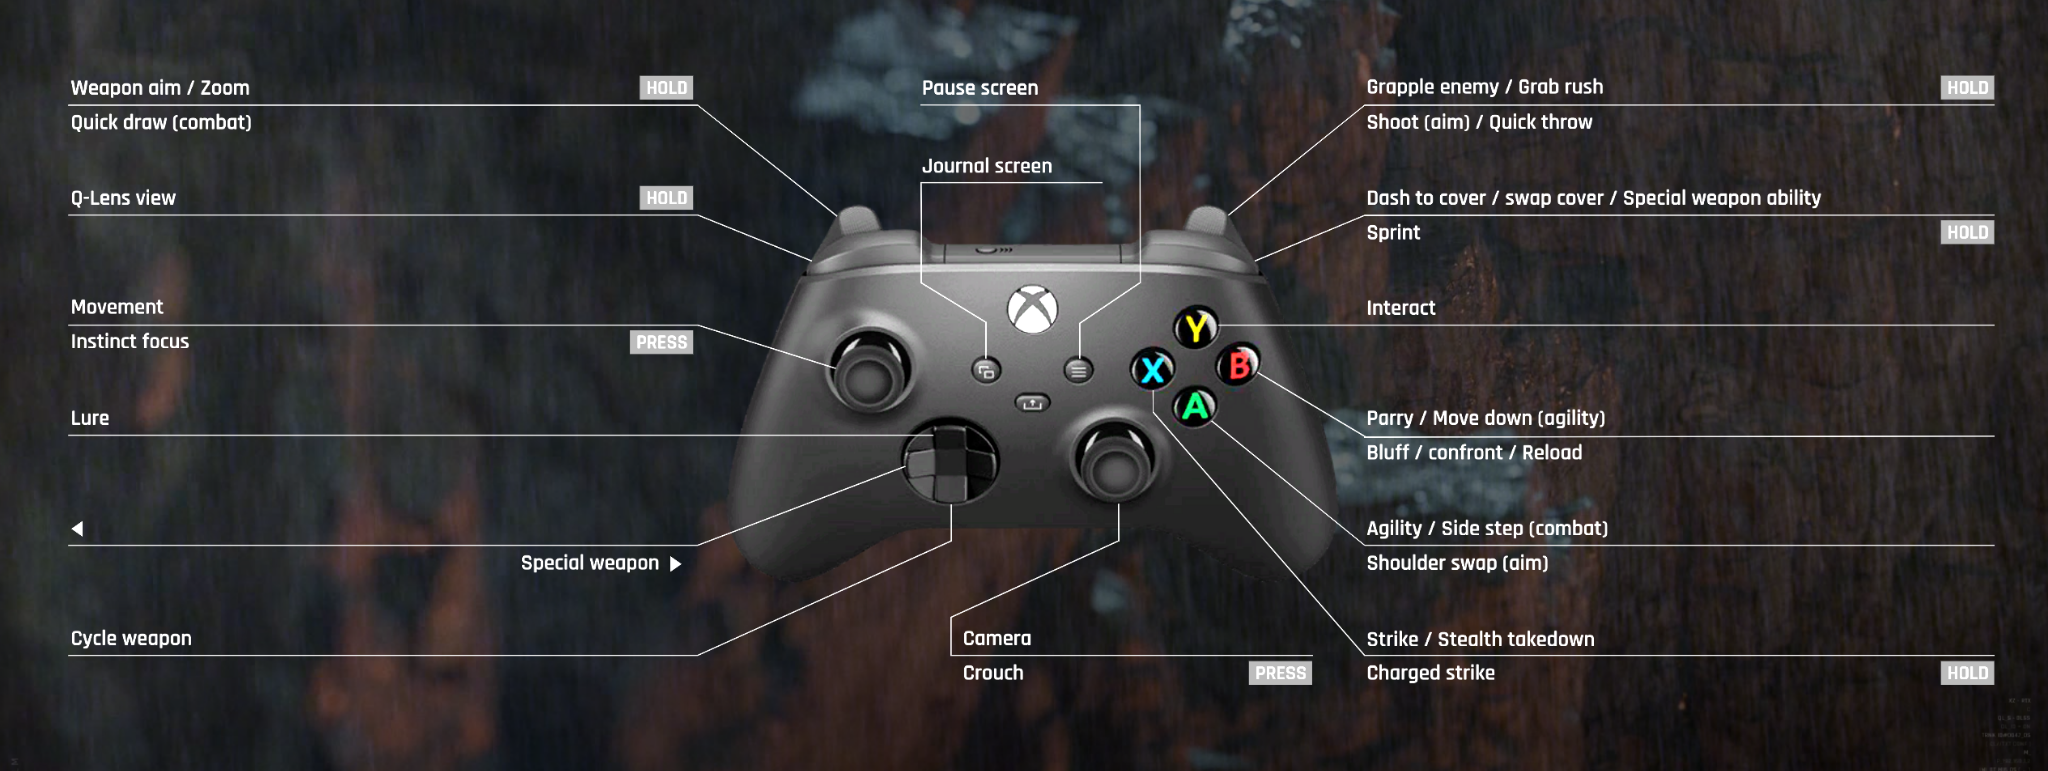 Weapon aim / Zoom HOLD
Quick draw (combat)
Q-Lens view HOLD
Movement
Instinct focus PRESS
Lure
◀
Special weapon ▶
Cycle weapon
Pause screen
Journal screen
Y
X
B
A
Camera
Crouch PRESS
Grapple enemy / Grab rush HOLD
Shoot (aim) / Quick throw
Dash to cover / swap cover / Special weapon ability
Sprint HOLD
Interact
Parry / Move down (agility)
Bluff / confront / Reload
Agility / Side step (combat)
Shoulder swap (aim)
Strike / Stealth takedown
Charged strike HOLD